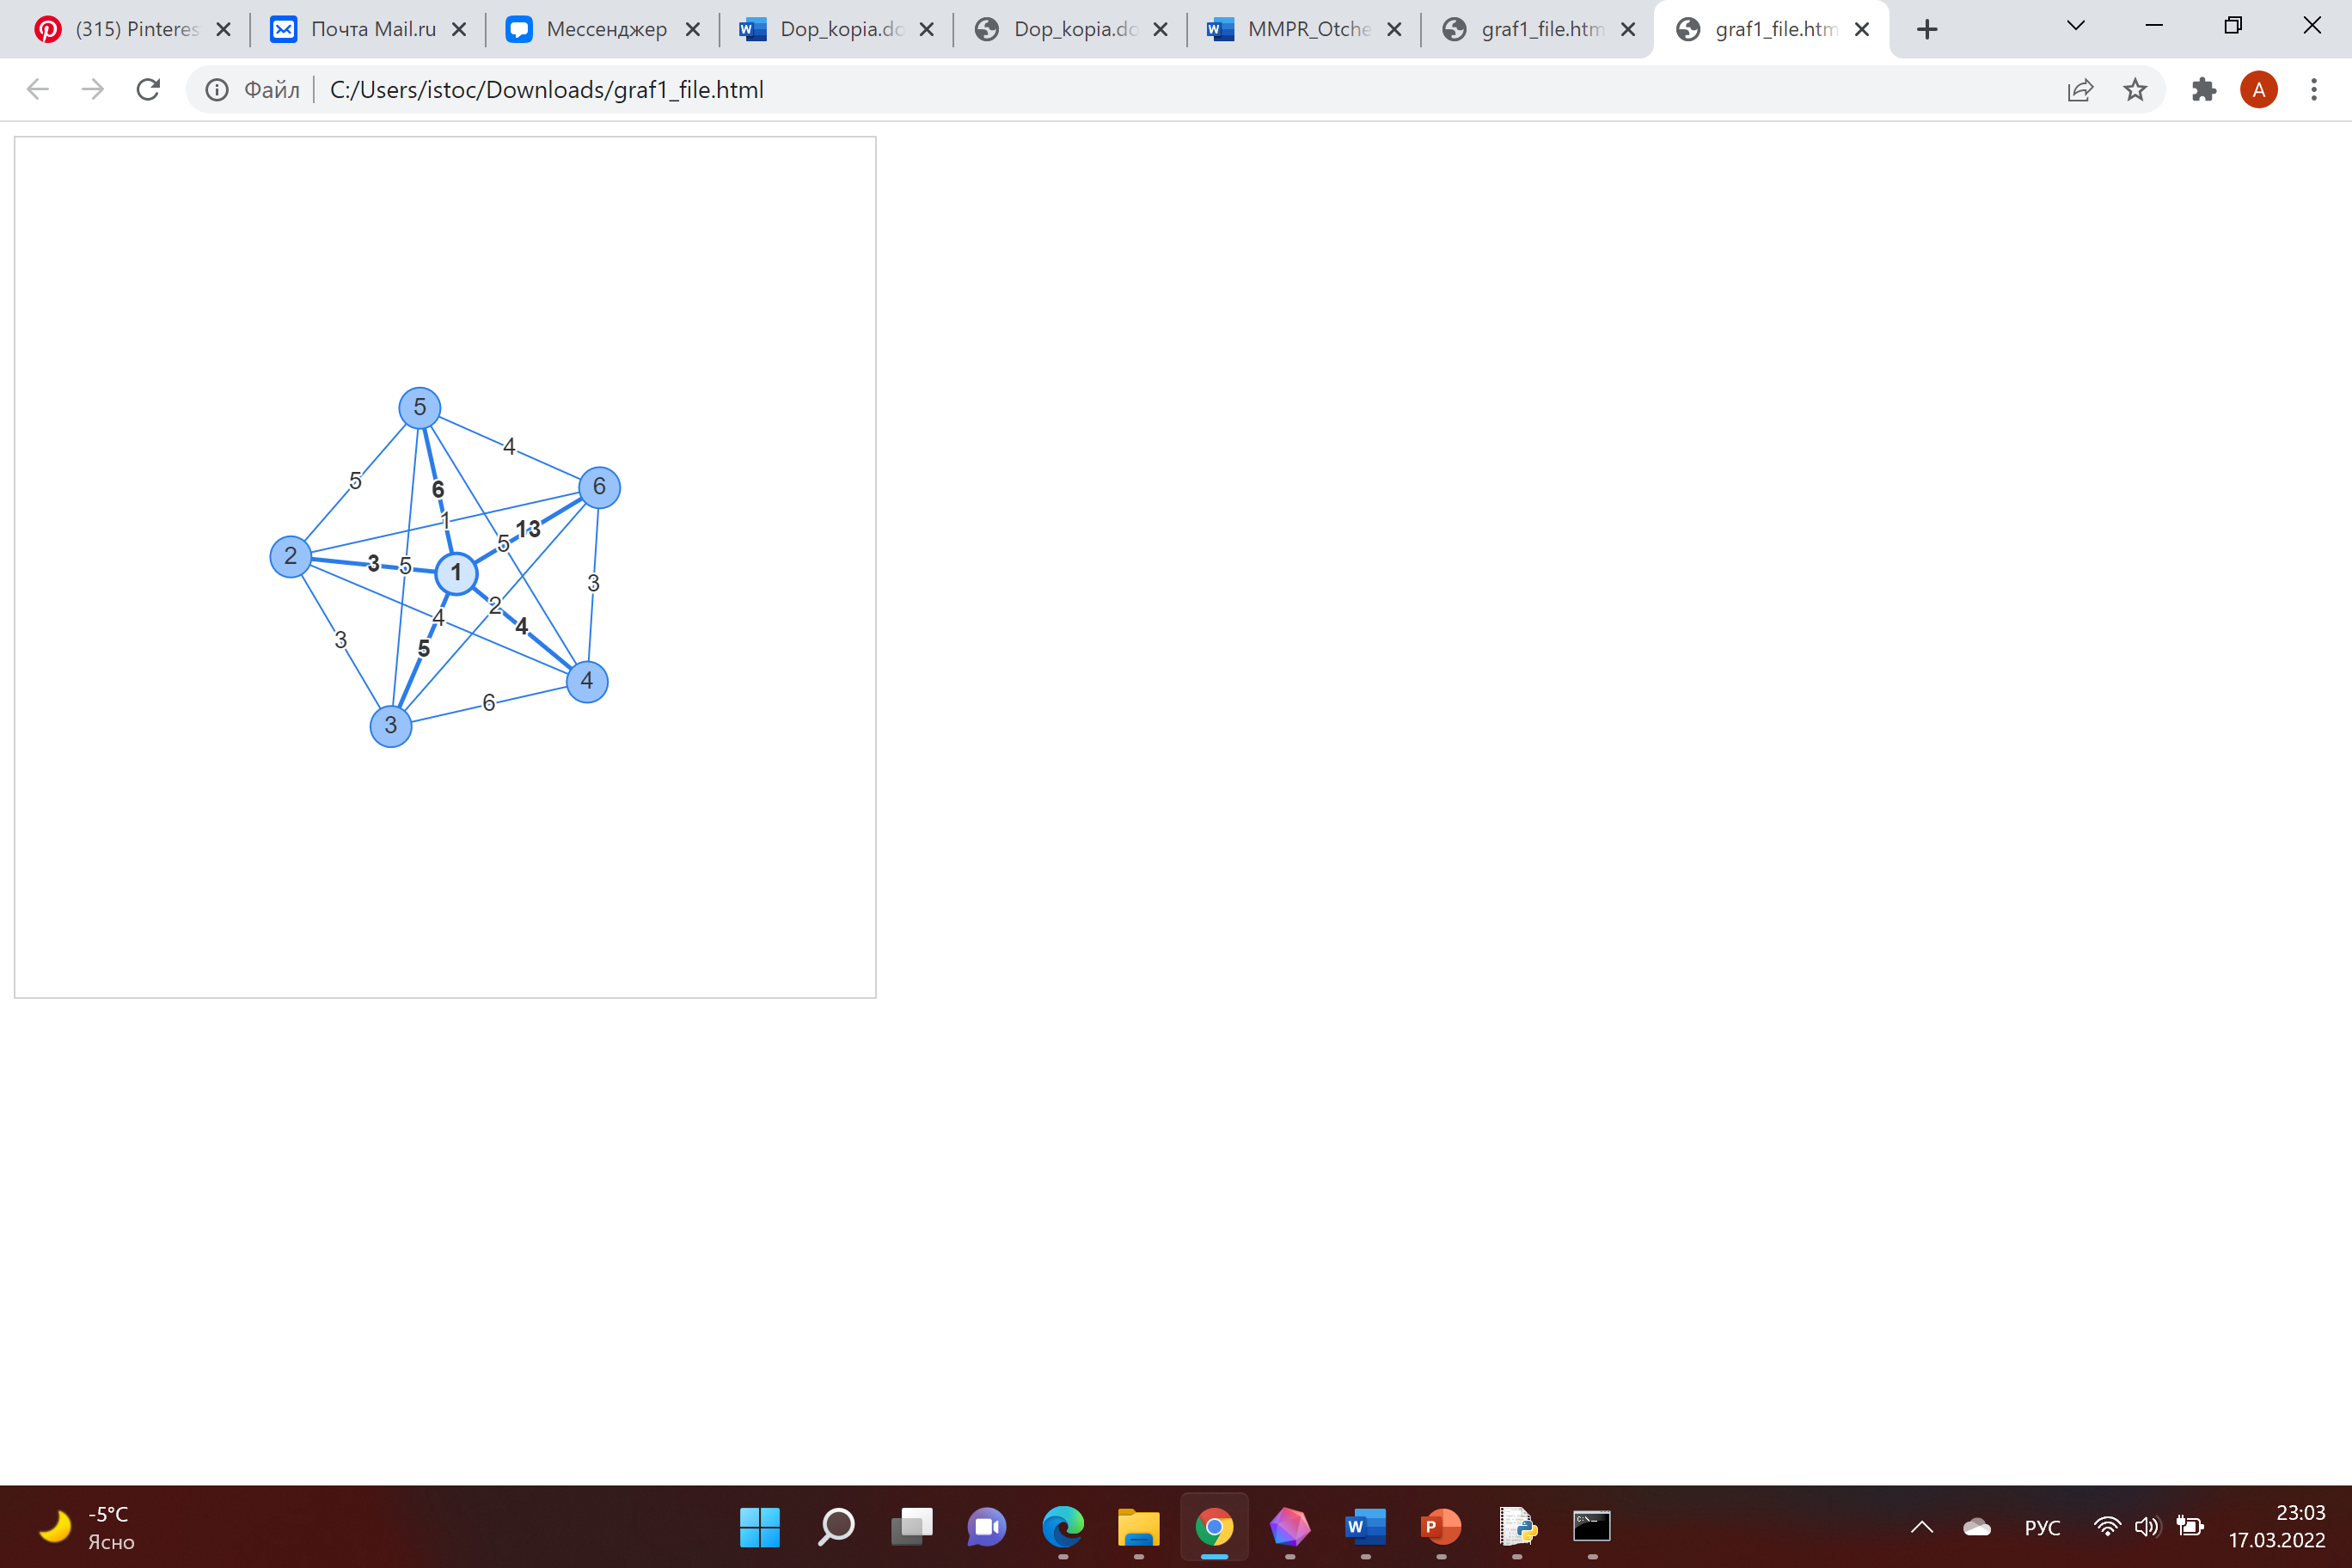 (315) Pinteres
Почта Mail.ru
Мессенджер
Dop_kopia.do
Dop_kopia.do
MMPR_Otche
graf1_file.htm
graf1_file.htm
Файл
C:/Users/istoc/Downloads/graf1_file.html
A
5
4
6
5
6
1
13
5
2
3
5
1
3
2
4
4
3
5
4
6
3
-5°C
Ясно
РУС
23:03
17.03.2022